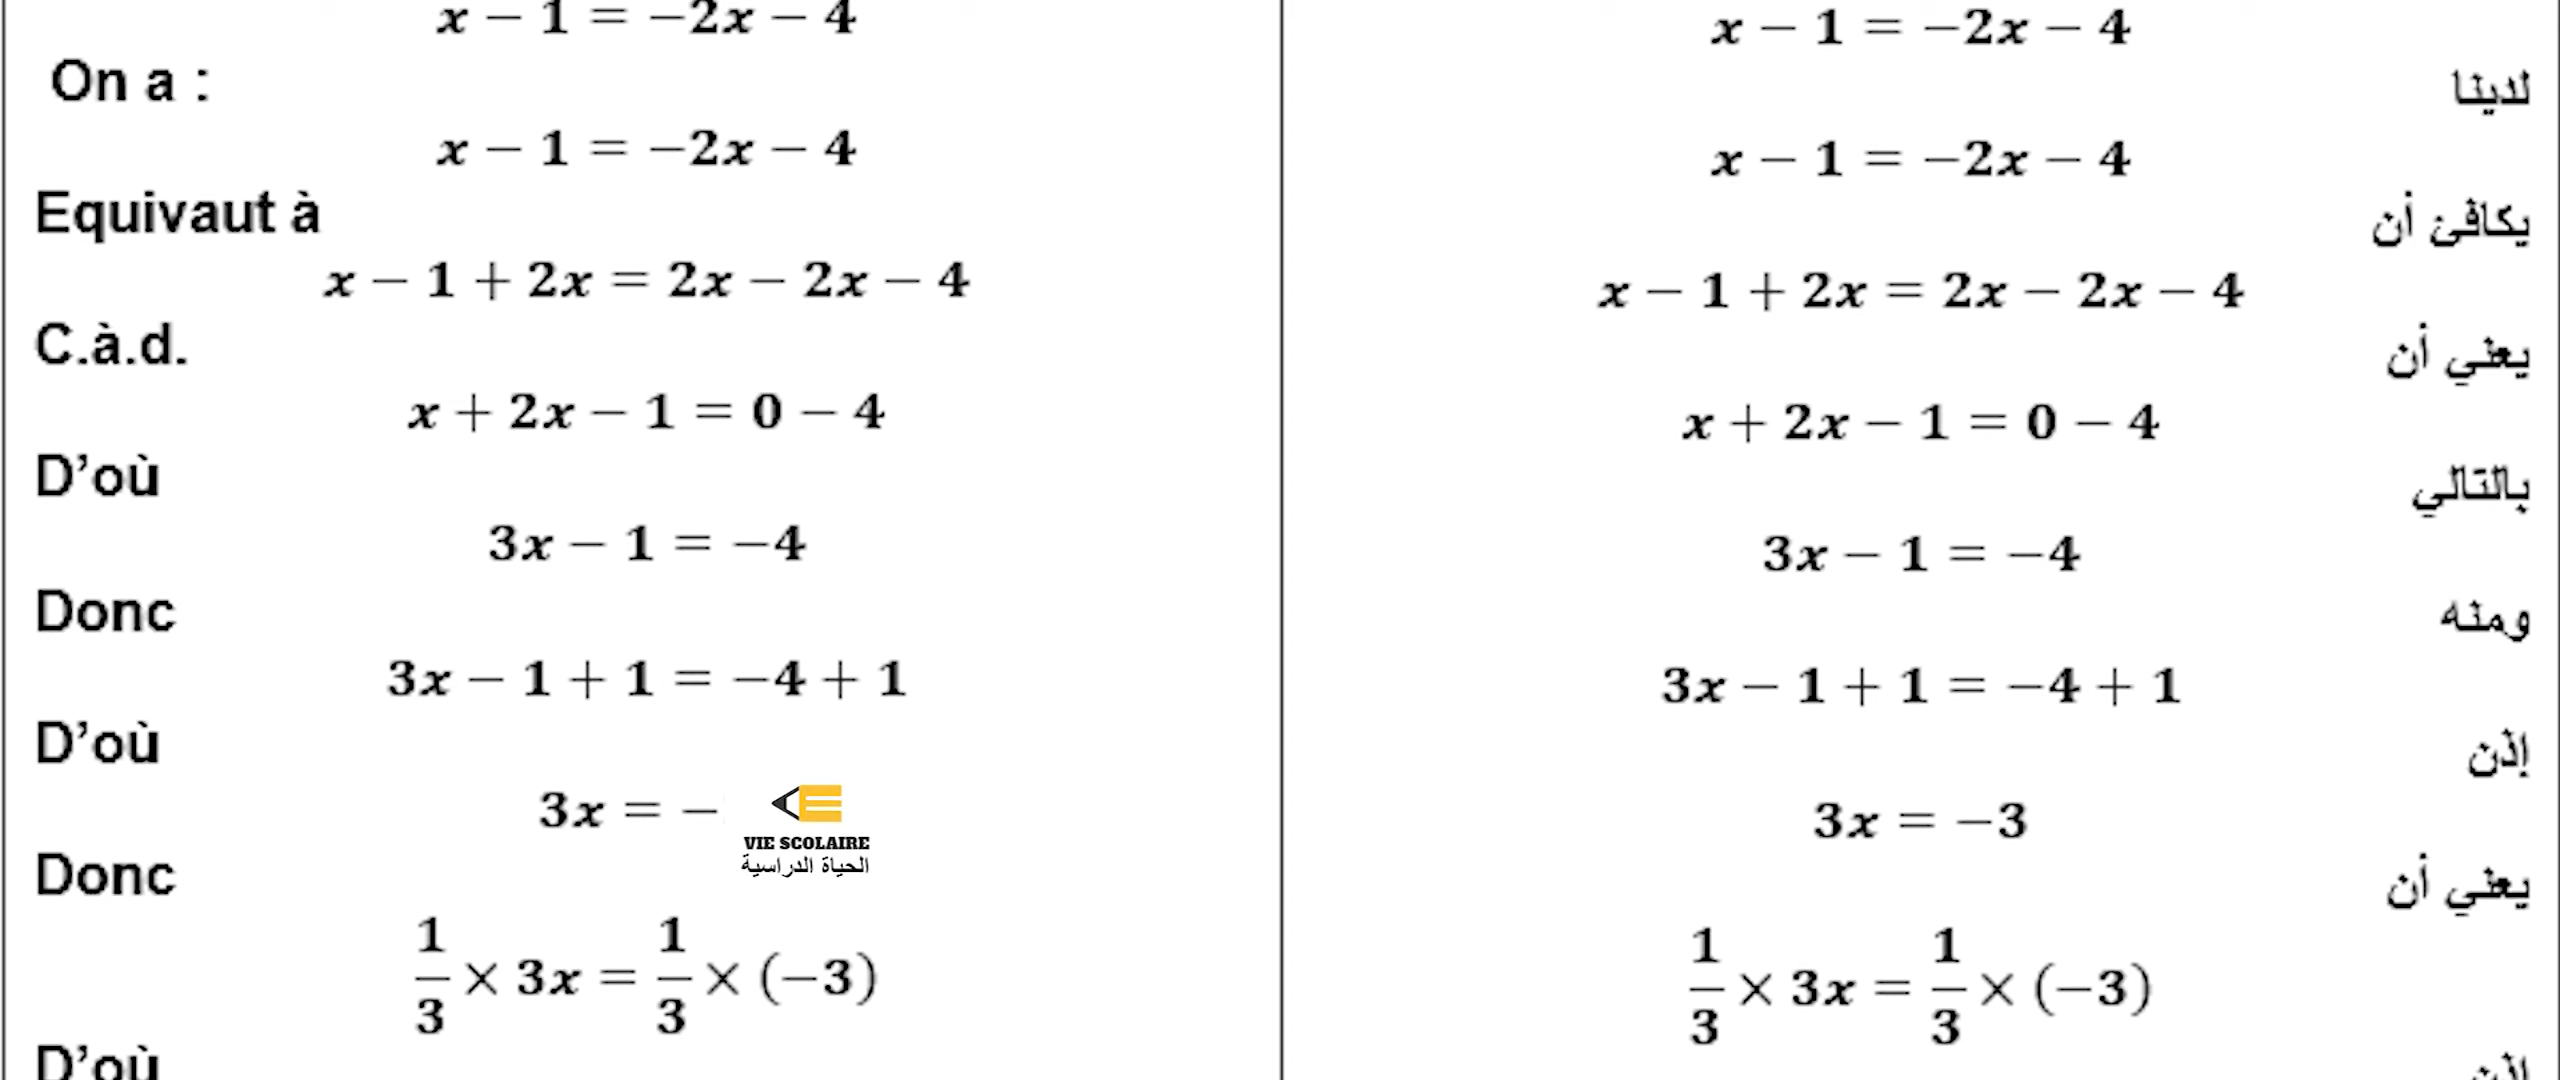 x − 1 = −2x − 4
On a :
x − 1 = −2x − 4
Equivaut à
x − 1 + 2x = 2x − 2x − 4
C.à.d.
x + 2x − 1 = 0 − 4
D’où
3x − 1 = −4
Donc
3x − 1 + 1 = −4 + 1
D’où
3x = −
VIE SCOLAIRE
الحياة الدراسية
Donc
1/3 × 3x = 1/3 × (−3)
D’où
x − 1 = −2x − 4
لدينا
x − 1 = −2x − 4
يكافئ أن
x − 1 + 2x = 2x − 2x − 4
يعني أن
x + 2x − 1 = 0 − 4
بالتالي
3x − 1 = −4
ومنه
3x − 1 + 1 = −4 + 1
إذن
3x = −3
يعني أن
1/3 × 3x = 1/3 × (−3)